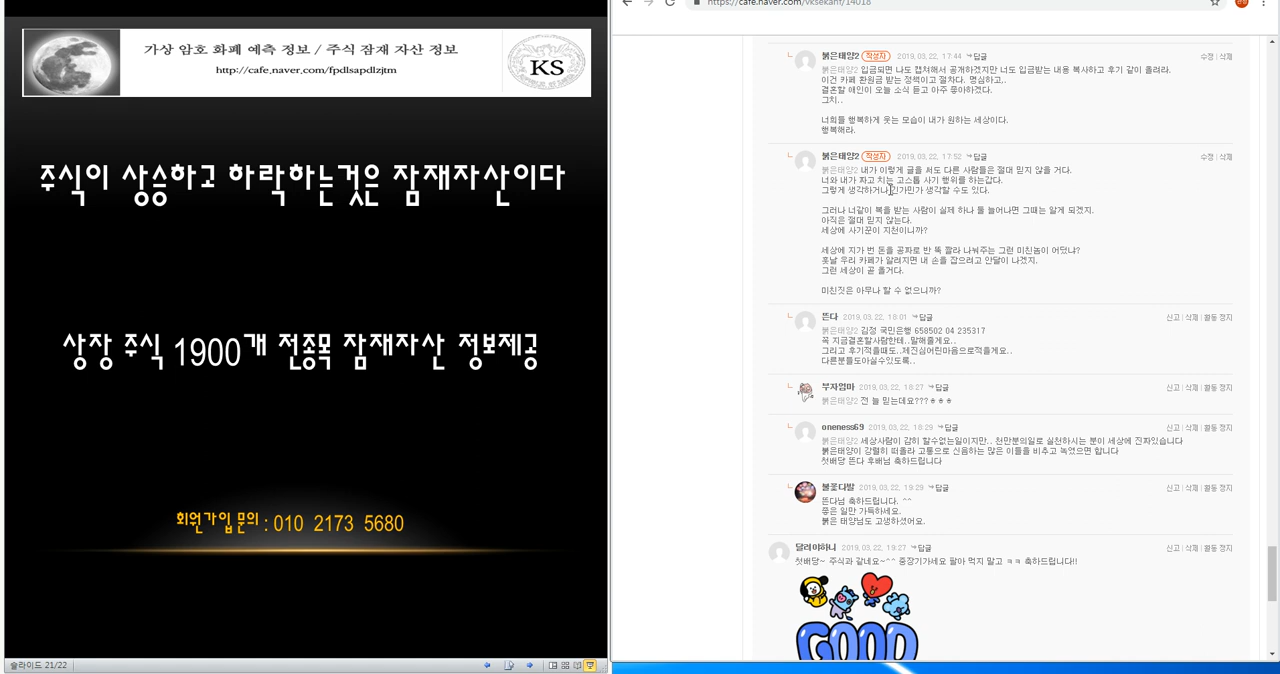 가상 암호 화폐 예측 정보 / 주식 잠재 자산 정보
http://cafe.naver.com/fpdlsapdlzjtm
KS
주식이 상승하고 하락하는것은 잠재자산이다
상장 주식 1900개 전종목 잠재자산 정보제공
회원가입 문의 : 010 2173 5680
슬라이드 21/22
https://cafe.naver.com/vksekanf/14018
붉은태양2 작성자 2019, 03, 22, 17:44 답글 수정 | 삭제
붉은태양2 입금되면 나도 캡쳐해서 공개하겠지만 너도 입금받는 내용 복사하고 후기 같이 올려라.
이건 카페 환원금 받는 정책이고 절차다. 명심하고,.
결혼할 애인이 오늘 소식 듣고 아주 좋아하겠다.
그치..
너희들 행복하게 웃는 모습이 내가 원하는 세상이다.
행복해라.
붉은태양2 작성자 2019, 03, 22, 17:52 답글 수정 | 삭제
붉은태양2 내가 이렇게 글을 써도 다른 사람들은 절대 믿지 않을 거다.
너와 내가 자고 치는 고스톱 사기 행위를 하는갑다.
그렇게 생각하거나 긴가민가 생각할 수도 있다.
그러나 너같이 복을 받는 사람이 실제 하나 둘 늘어나면 그때는 알게 되겠지.
아직은 절대 믿지 않는다.
세상에 사기꾼이 지천이니까?
세상에 지가 번 돈을 공짜로 반 뚝 짤라 나눠주는 그런 미친놈이 어딨냐?
훗날 우리 카페가 알려지면 내 손을 잡으려고 안달이 나겠지.
그런 세상이 곧 올거다.
미친짓은 아무나 할 수 없으니까?
뜬다 2019, 03, 22, 18:01 답글 신고 | 삭제 | 활동 정지
붉은태양2 김정 국민은행 658502 04 235317
꼭 지금결혼할사람한테..말해줄게요..
그리고 후기적을때도..제진심어린마음으로적을게요..
다른분들도아실수있도록..
부자엄마 2019, 03, 22, 18:27 답글 신고 | 삭제 | 활동 정지
붉은태양2 전 늘 믿는데요???ㅎㅎㅎ
oneness69 2019, 03, 22, 18:29 답글 신고 | 삭제 | 활동 정지
붉은태양2 세상사람이 감히 할수없는일이지만.. 천만분의일로 실천하시는 분이 세상에 진짜있습니다
붉은태양이 강렬히 떠올라 고통으로 신음하는 많은 이들을 비추고 녹였으면 합니다
첫배당 뜬다 후배님 축하드립니다
불꽃다발 2019, 03, 22, 19:29 답글 신고 | 삭제 | 활동 정지
뜬다님 축하드립니다. ^^
좋은 일만 가득하세요.
붉은 태양님도 고생하셨어요.
달려야하니 2019, 03, 22, 19:27 답글 신고 | 삭제 | 활동 정지
첫배당~ 주식과 같네요~^^ 중장기가세요 팔아 먹지 말고 ㅋㅋ 축하드립니다!!
GOOD